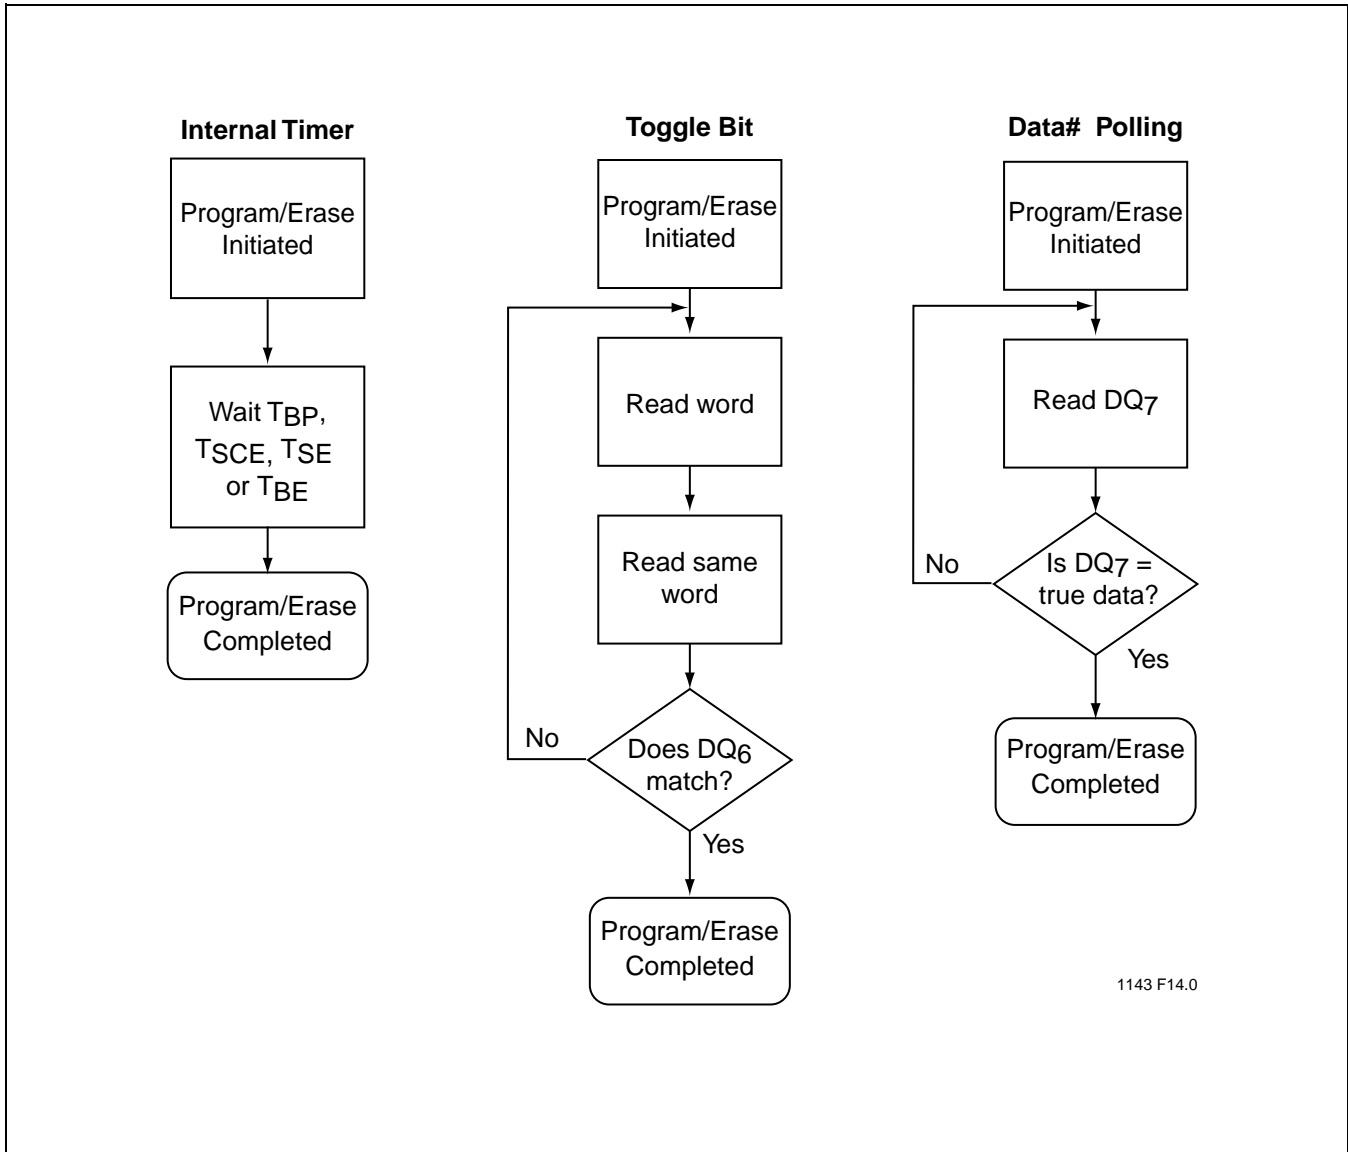 Internal Timer
Program/Erase
Initiated
Wait TBP,
TSCE, TSE
or TBE
Program/Erase
Completed
Toggle Bit
Program/Erase
Initiated
Read word
Read same
word
Does DQ6
match?
No
Yes
Program/Erase
Completed
Data# Polling
Program/Erase
Initiated
Read DQ7
Is DQ7 =
true data?
No
Yes
Program/Erase
Completed
1143 F14.0